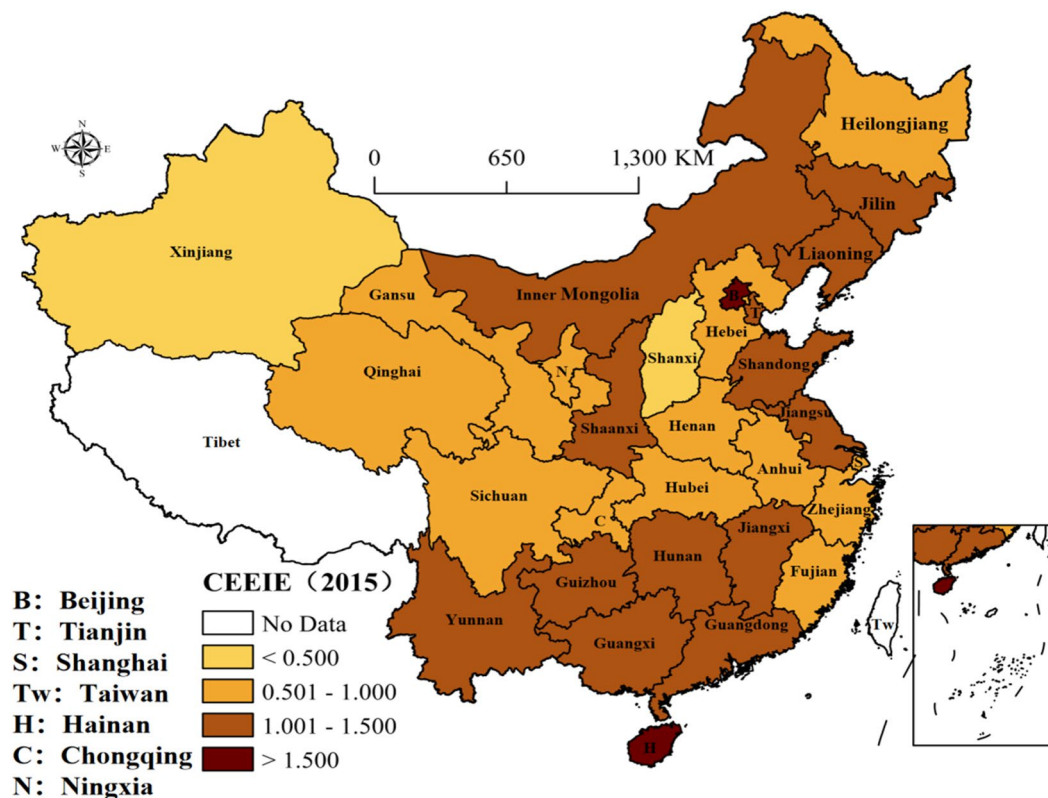 Heilongjiang
N
W E
S
0 650 1,300 KM
Jilin
Xinjiang
Liaoning
Gansu
Inner Mongolia
B
T
Hebei
Shanxi
Shandong
Qinghai
N
Jiangsu
Shaanxi
Henan
Tibet
Anhui
S
Sichuan
Hubei
Zhejiang
C
Jiangxi
Hunan
Fujian
Guizhou
Yunnan
Guangdong
Guangxi
Tw
H
CEEIE（2015）
No Data
< 0.500
0.501 - 1.000
1.001 - 1.500
> 1.500
B： Beijing
T： Tianjin
S： Shanghai
Tw： Taiwan
H： Hainan
C： Chongqing
N： Ningxia